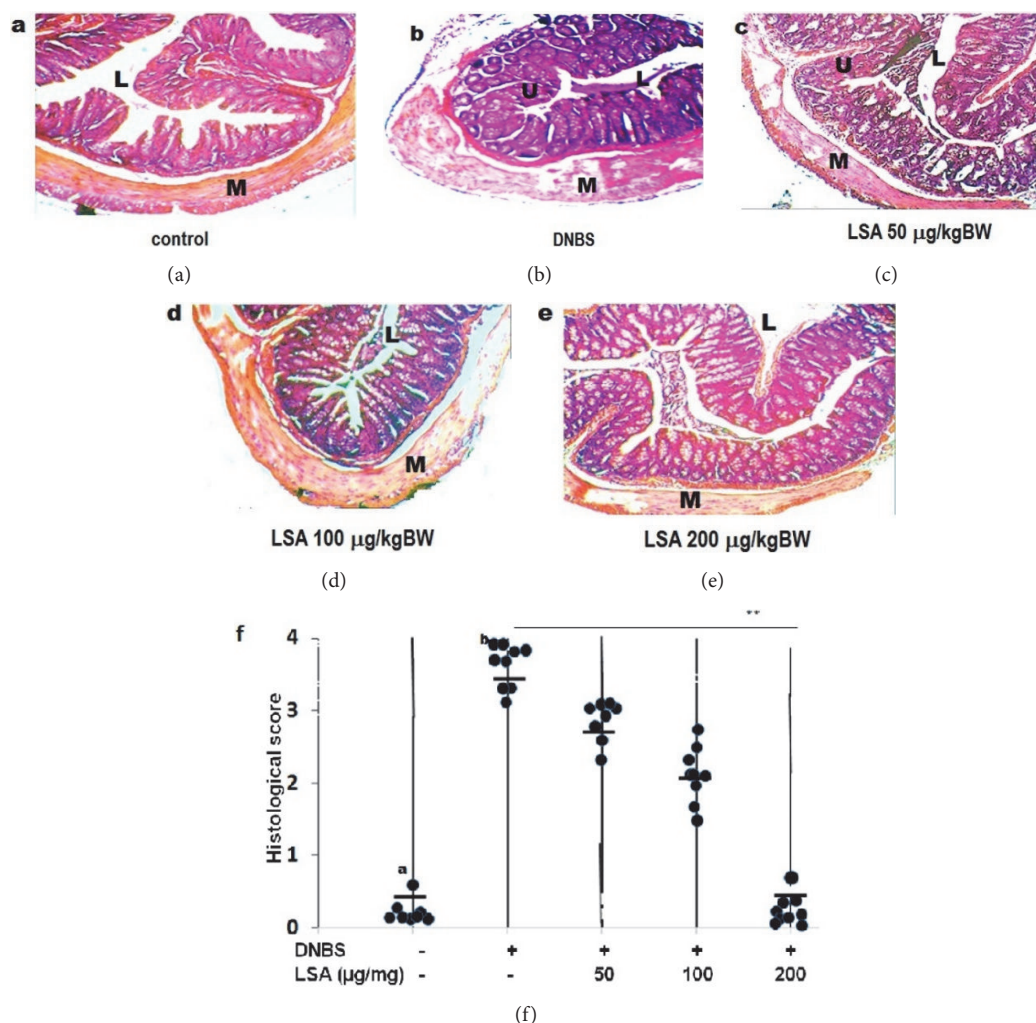 a
L
M
control
(a)
b
U
L
M
DNBS
(b)
c
U
L
M
LSA 50 µg/kgBW
(c)
d
L
M
LSA 100 µg/kgBW
(d)
e
L
M
LSA 200 µg/kgBW
(e)
f
**
Histological score
4
3
2
1
0
a
b
DNBS - + + + +
LSA (µg/mg) - - 50 100 200
(f)